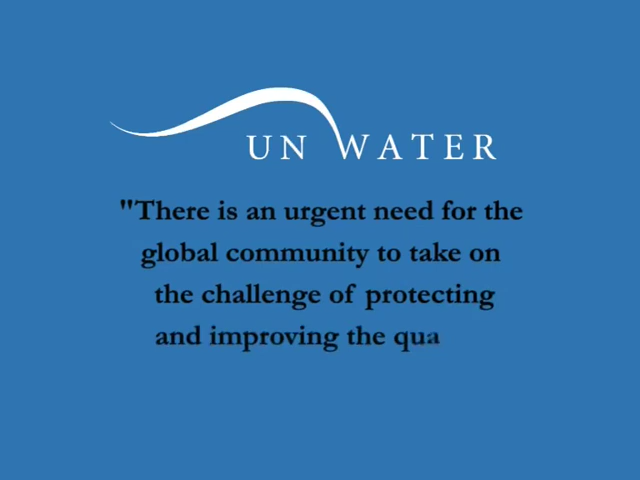 UN WATER
"There is an urgent need for the
global community to take on
the challenge of protecting
and improving the qua